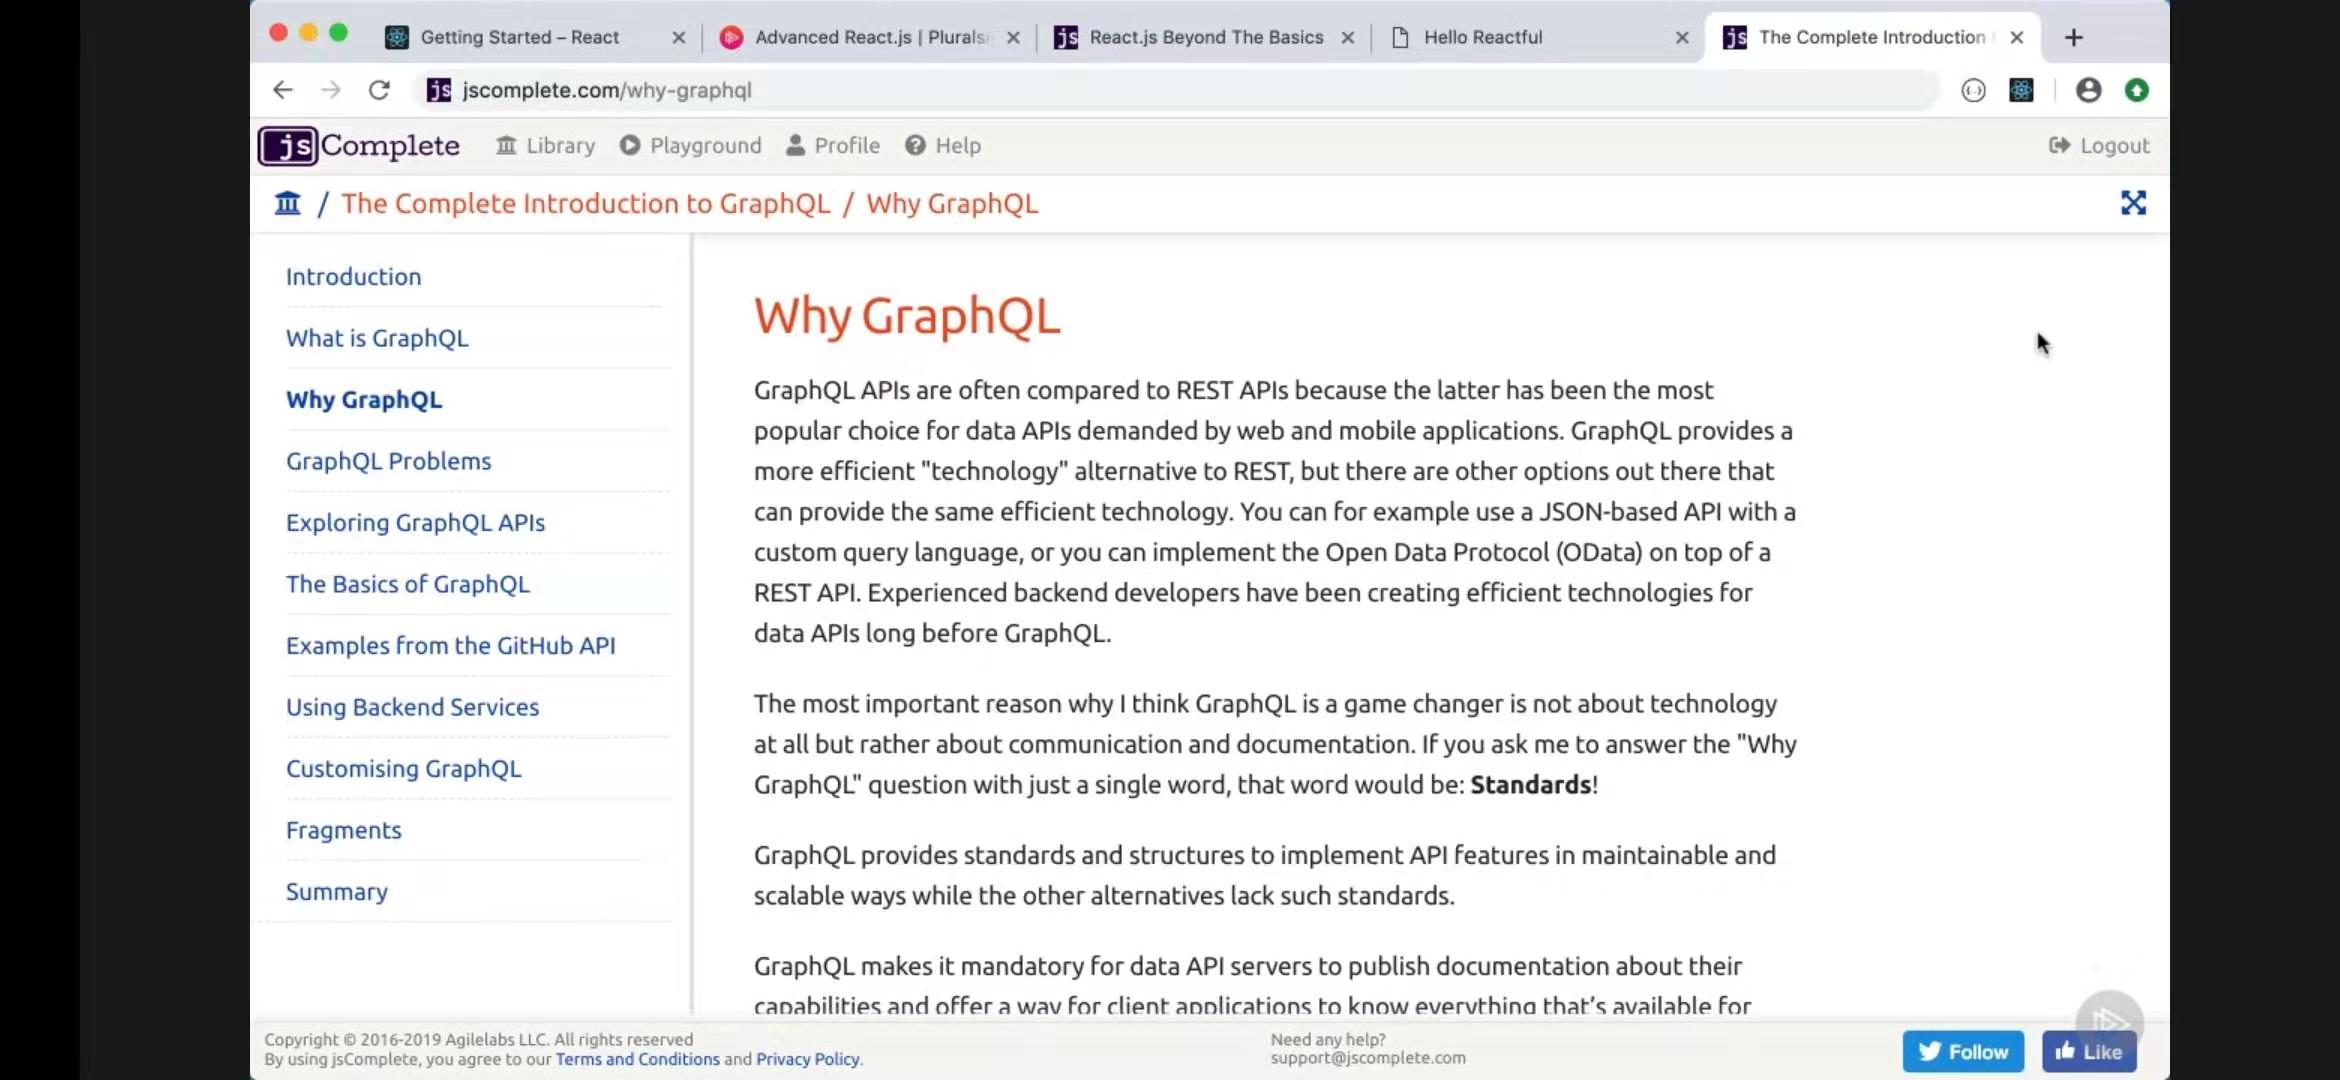 Getting Started – React
Advanced React.js | Plurals
React.js Beyond The Basics
Hello Reactful
The Complete Introduction
jscomplete.com/why-graphql
jsComplete
Library
Playground
Profile
Help
Logout
/ The Complete Introduction to GraphQL / Why GraphQL
Introduction
What is GraphQL
Why GraphQL
GraphQL Problems
Exploring GraphQL APIs
The Basics of GraphQL
Examples from the GitHub API
Using Backend Services
Customising GraphQL
Fragments
Summary
Why GraphQL
GraphQL APIs are often compared to REST APIs because the latter has been the most
popular choice for data APIs demanded by web and mobile applications. GraphQL provides a
more efficient "technology" alternative to REST, but there are other options out there that
can provide the same efficient technology. You can for example use a JSON-based API with a
custom query language, or you can implement the Open Data Protocol (OData) on top of a
REST API. Experienced backend developers have been creating efficient technologies for
data APIs long before GraphQL.
The most important reason why I think GraphQL is a game changer is not about technology
at all but rather about communication and documentation. If you ask me to answer the "Why
GraphQL" question with just a single word, that word would be: Standards!
GraphQL provides standards and structures to implement API features in maintainable and
scalable ways while the other alternatives lack such standards.
GraphQL makes it mandatory for data API servers to publish documentation about their
capabilities and offer a way for client applications to know everything that's available for
Copyright © 2016-2019 Agilelabs LLC. All rights reserved
By using jsComplete, you agree to our Terms and Conditions and Privacy Policy.
Need any help?
support@jscomplete.com
Follow
Like